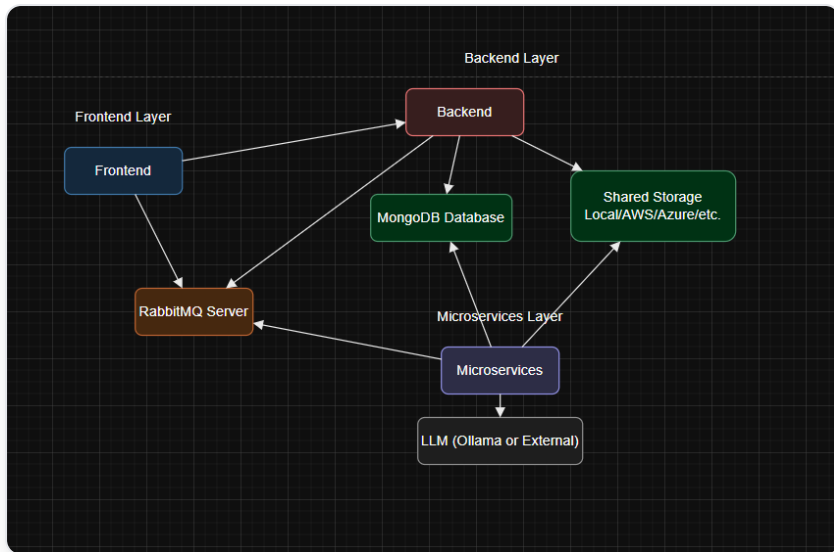 Backend Layer
Backend
Frontend Layer
Frontend
Shared Storage
Local/AWS/Azure/etc.
MongoDB Database
RabbitMQ Server
Microservices Layer
Microservices
LLM (Ollama or External)